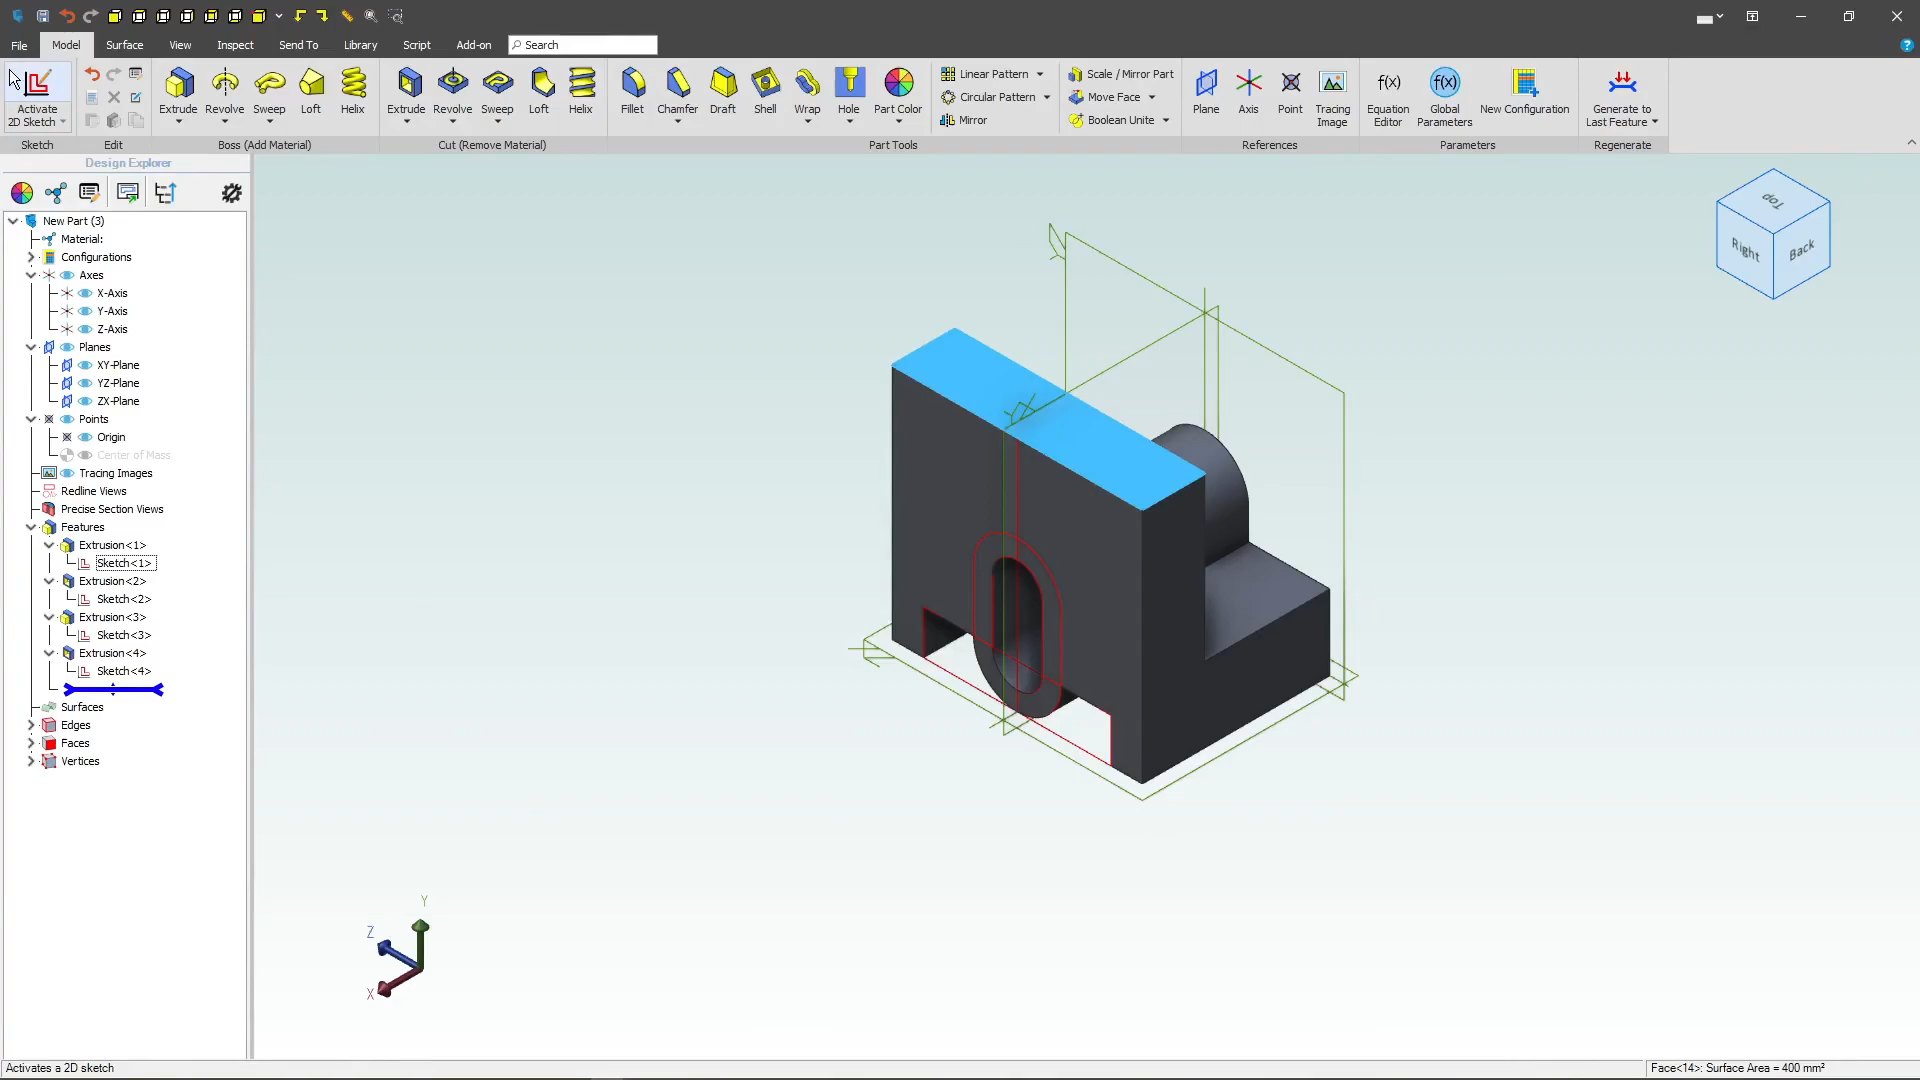 File Model Surface View Inspect Send To Library Script Add-on Search
Activate
2D Sketch
Extrude Revolve Sweep Loft Helix
Extrude Revolve Sweep Loft Helix
Fillet Chamfer Draft Shell Wrap Hole Part Color
Linear Pattern
Circular Pattern
Mirror
Scale / Mirror Part
Move Face
Boolean Unite
Plane Axis Point Tracing
Image
f(x) Equation
Editor
f(x) Global
Parameters
New Configuration
Generate to
Last Feature
Sketch Edit Boss (Add Material) Cut (Remove Material) Part Tools References Parameters Regenerate
Design Explorer
New Part (3)
Material:
Configurations
Axes
X-Axis
Y-Axis
Z-Axis
Planes
XY-Plane
YZ-Plane
ZX-Plane
Points
Origin
Center of Mass
Tracing Images
Redline Views
Precise Section Views
Features
Extrusion<1>
Sketch<1>
Extrusion<2>
Sketch<2>
Extrusion<3>
Sketch<3>
Extrusion<4>
Sketch<4>
Surfaces
Edges
Faces
Vertices
Top
Right Back
Y
Z
X
Activates a 2D sketch
Face<14>: Surface Area = 400 mm²